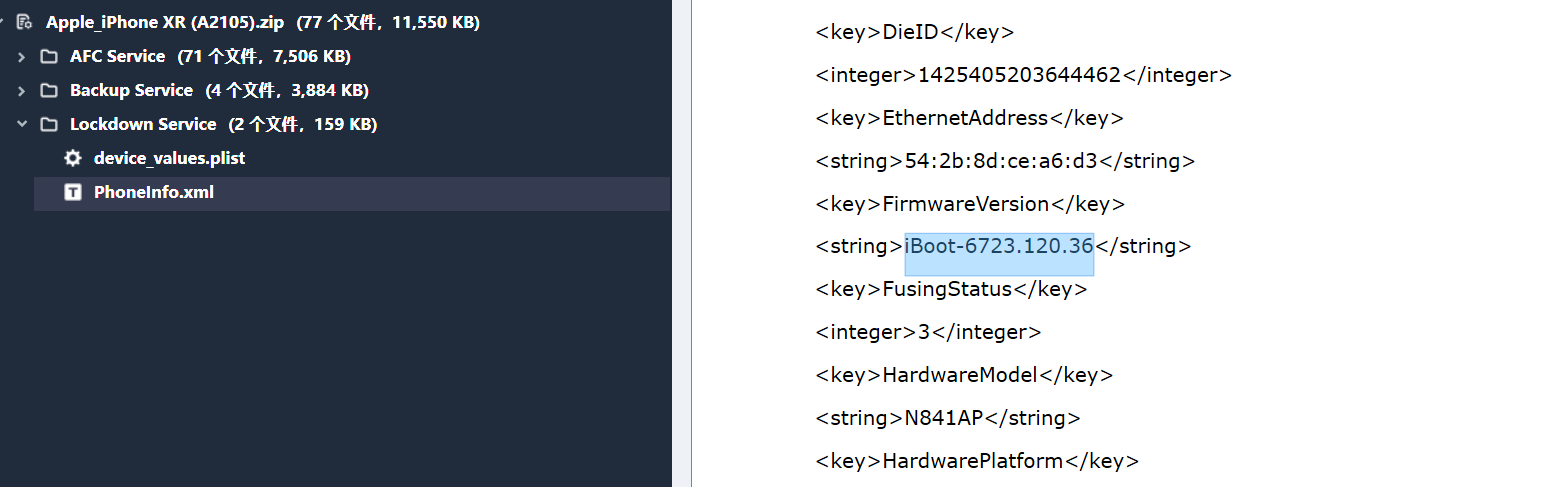 Apple_iPhone XR (A2105).zip (77 个文件, 11,550 KB)
AFC Service (71 个文件, 7,506 KB)
Backup Service (4 个文件, 3,884 KB)
Lockdown Service (2 个文件, 159 KB)
device_values.plist
PhoneInfo.xml
<key>DieID</key>
<integer>1425405203644462</integer>
<key>EthernetAddress</key>
<string>54:2b:8d:ce:a6:d3</string>
<key>FirmwareVersion</key>
<string>iBoot-6723.120.36</string>
<key>FusingStatus</key>
<integer>3</integer>
<key>HardwareModel</key>
<string>N841AP</string>
<key>HardwarePlatform</key>